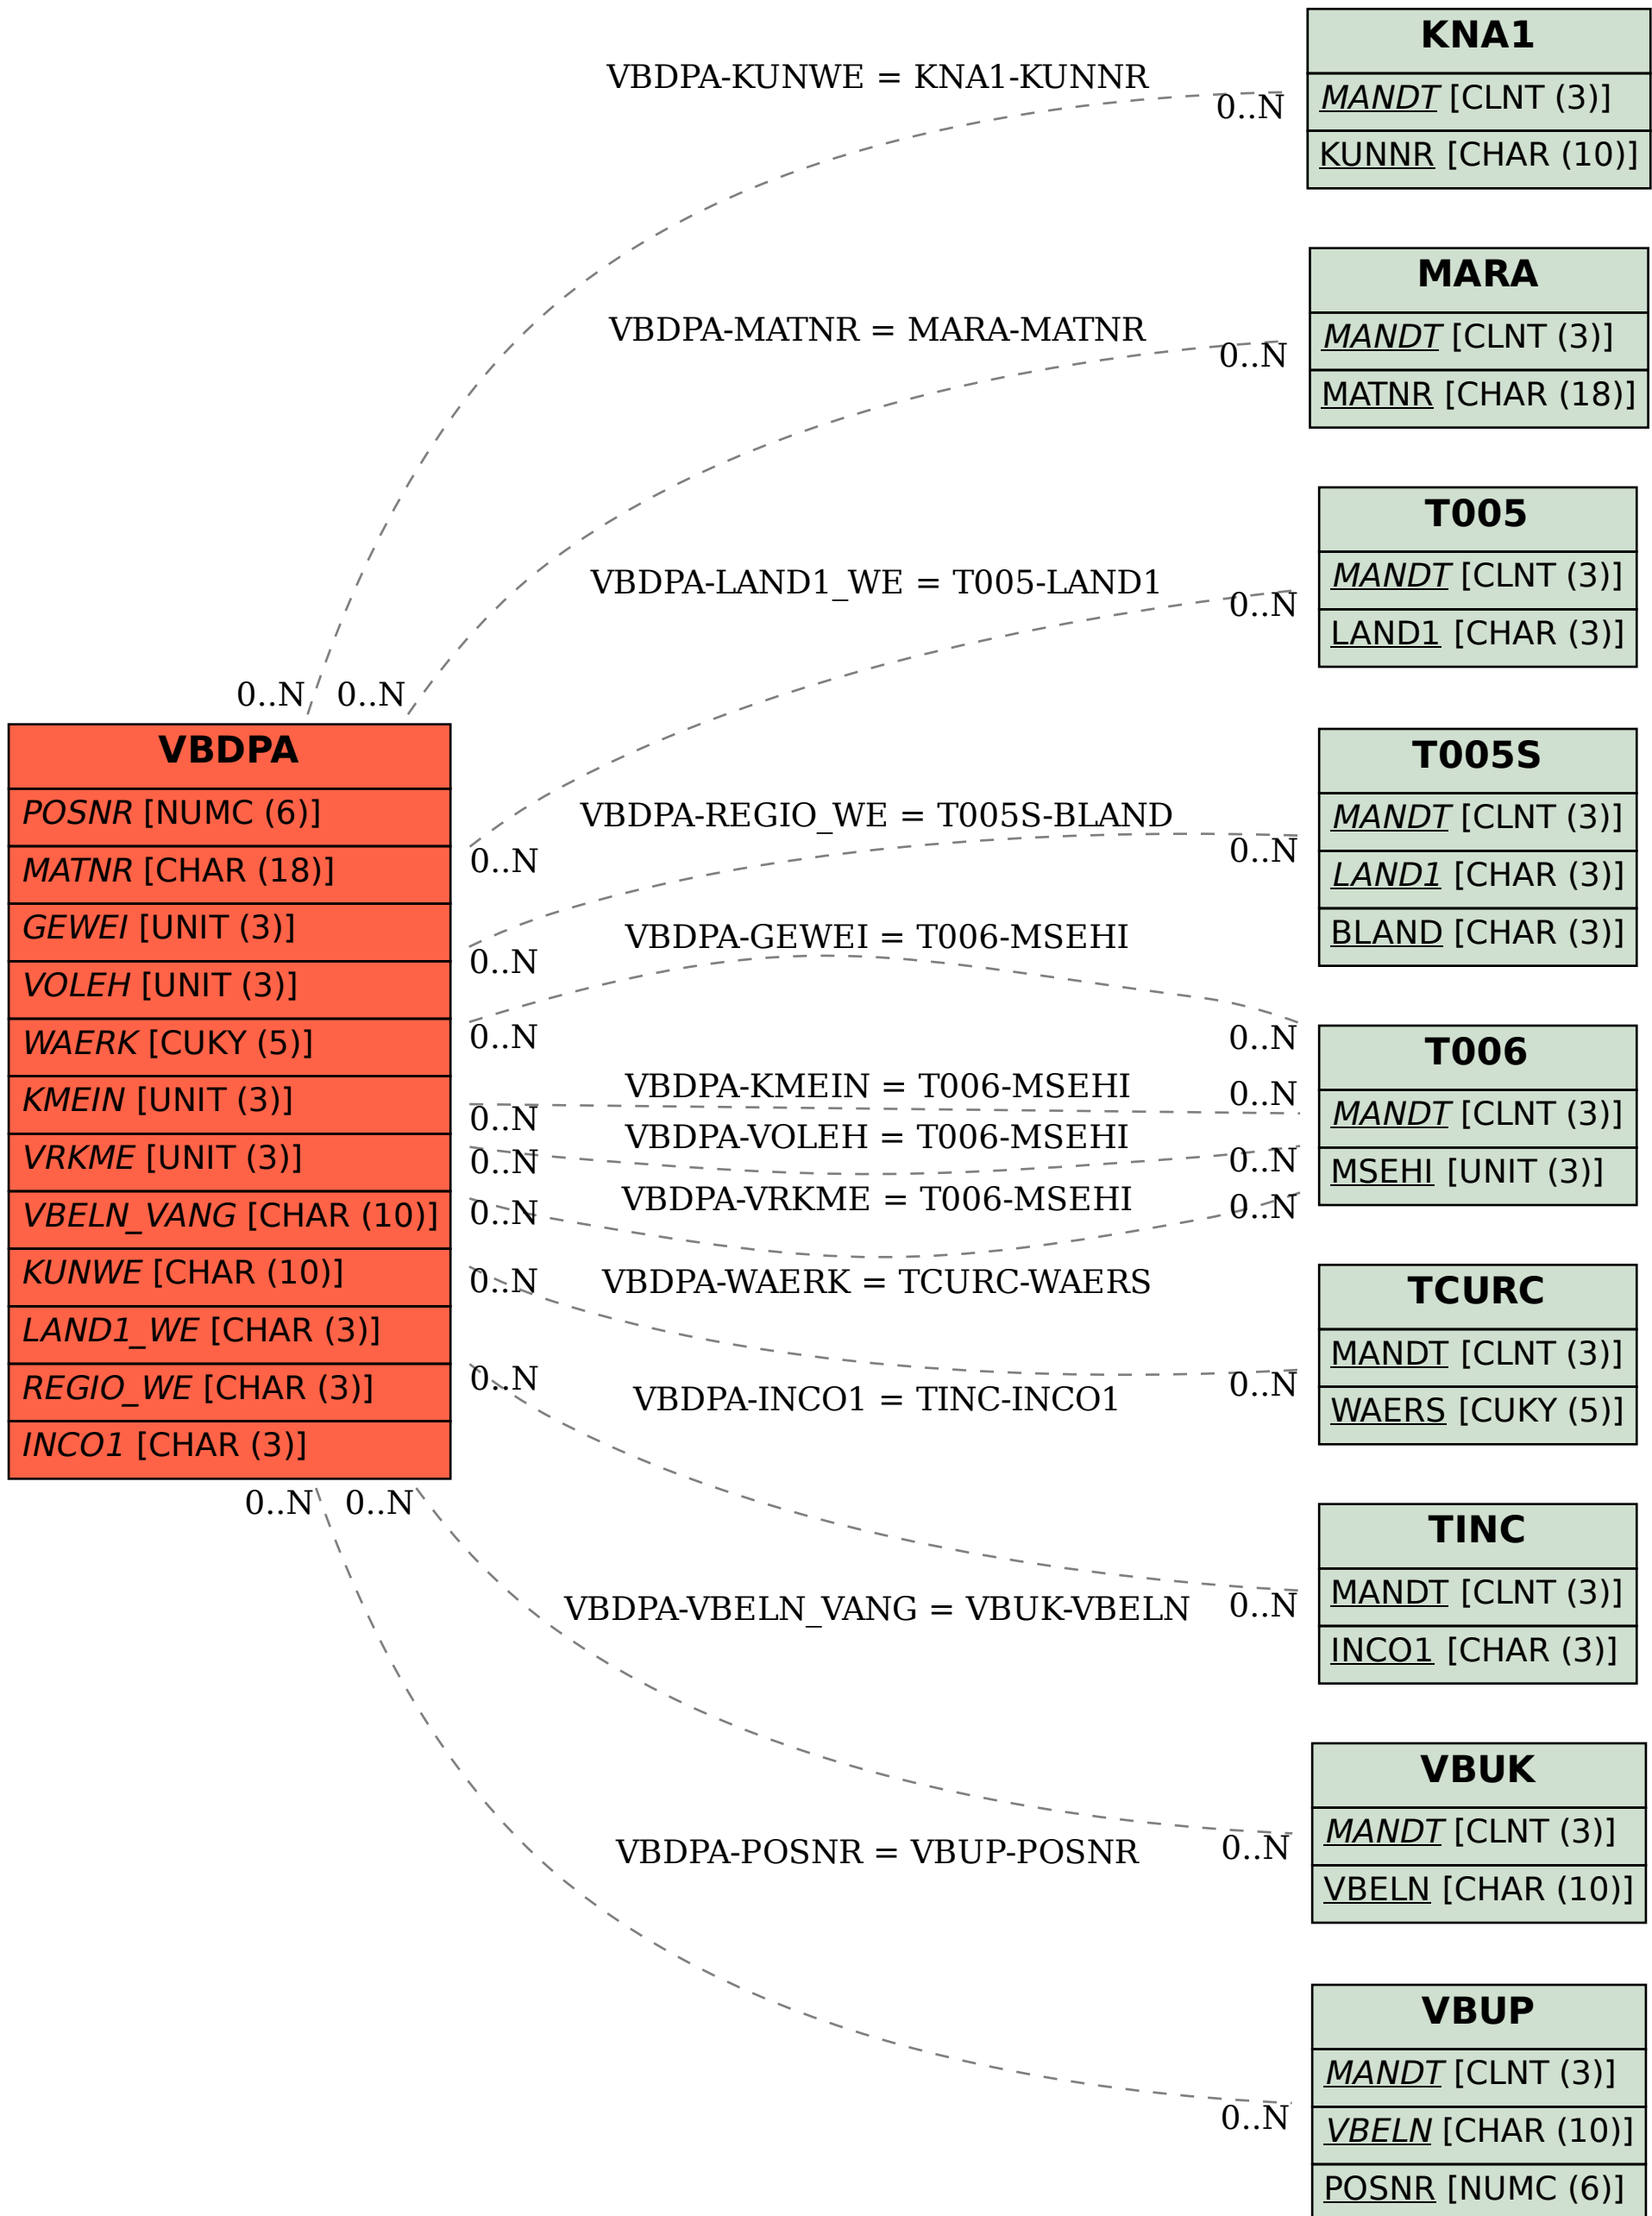 KNA1
MANDT [CLNT (3)]
KUNNR [CHAR (10)]
VBDPA-KUNWE = KNA1-KUNNR
0..N
MARA
MANDT [CLNT (3)]
MATNR [CHAR (18)]
VBDPA-MATNR = MARA-MATNR
0..N
T005
MANDT [CLNT (3)]
LAND1 [CHAR (3)]
VBDPA-LAND1_WE = T005-LAND1
0..N
0..N 0..N
VBDPA
POSNR [NUMC (6)]
MATNR [CHAR (18)]
GEWEI [UNIT (3)]
VOLEH [UNIT (3)]
WAERK [CUKY (5)]
KMEIN [UNIT (3)]
VRKME [UNIT (3)]
VBELN_VANG [CHAR (10)]
KUNWE [CHAR (10)]
LAND1_WE [CHAR (3)]
REGIO_WE [CHAR (3)]
INCO1 [CHAR (3)]
0..N 0..N
0..N
0..N
0..N
0..N
0..N
0..N
0..N
0..N
VBDPA-REGIO_WE = T005S-BLAND
0..N
VBDPA-GEWEI = T006-MSEHI
0..N
VBDPA-KMEIN = T006-MSEHI
0..N
VBDPA-VOLEH = T006-MSEHI
0..N
VBDPA-VRKME = T006-MSEHI
0..N
VBDPA-WAERK = TCURC-WAERS
0..N
VBDPA-INCO1 = TINC-INCO1
0..N
VBDPA-VBELN_VANG = VBUK-VBELN
0..N
VBDPA-POSNR = VBUP-POSNR
0..N
T005S
MANDT [CLNT (3)]
LAND1 [CHAR (3)]
BLAND [CHAR (3)]
T006
MANDT [CLNT (3)]
MSEHI [UNIT (3)]
TCURC
MANDT [CLNT (3)]
WAERS [CUKY (5)]
TINC
MANDT [CLNT (3)]
INCO1 [CHAR (3)]
VBUK
MANDT [CLNT (3)]
VBELN [CHAR (10)]
VBUP
MANDT [CLNT (3)]
VBELN [CHAR (10)]
POSNR [NUMC (6)]